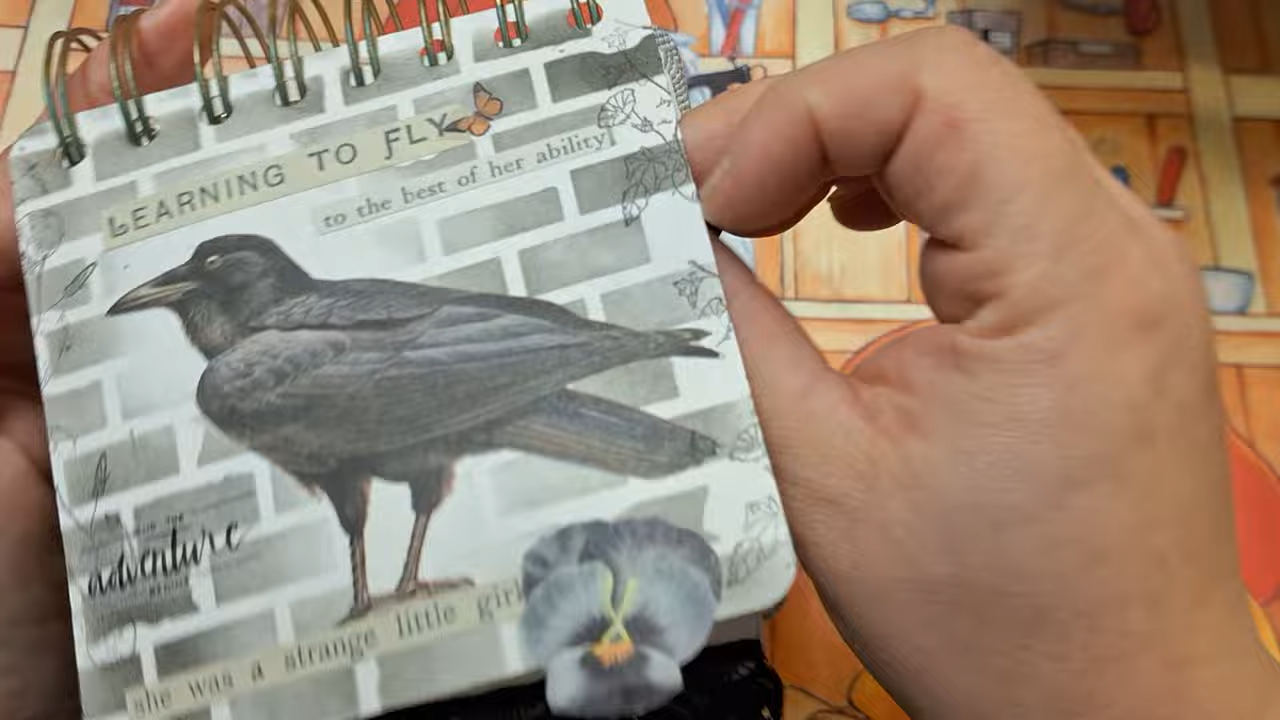 LEARNING TO FLY
to the best of her ability
adventure
she was a strange little girl